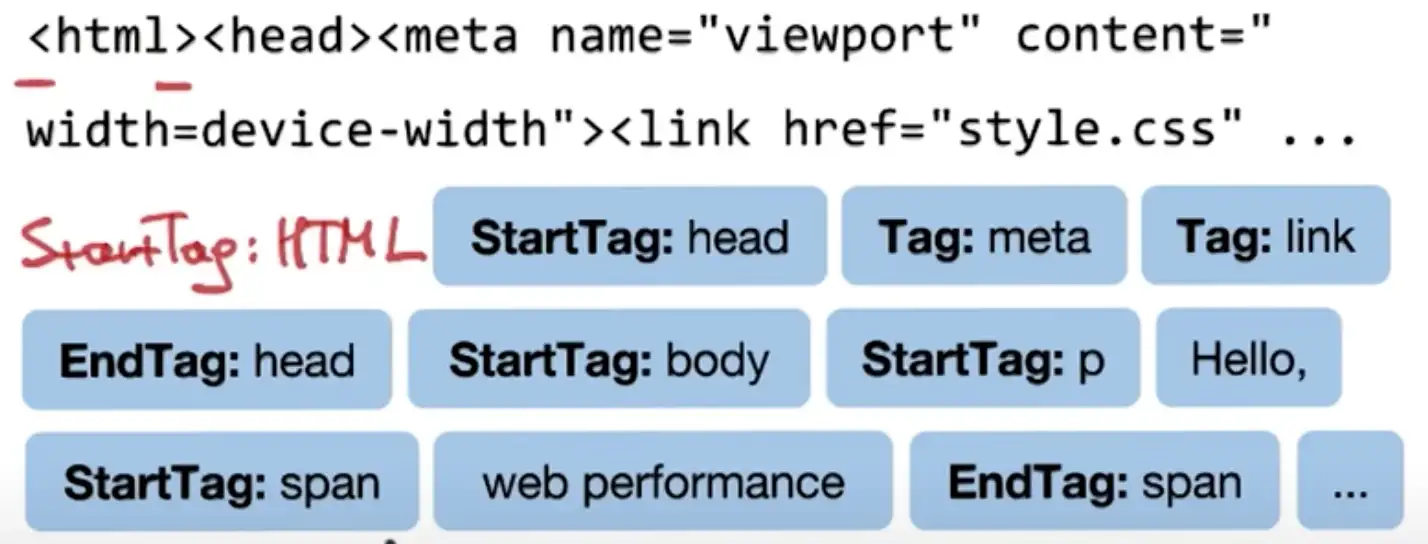 <html><head><meta name="viewport" content="
width=device-width"><link href="style.css" ...
StartTag: HTML StartTag: head Tag: meta Tag: link
EndTag: head StartTag: body StartTag: p Hello,
StartTag: span web performance EndTag: span ...